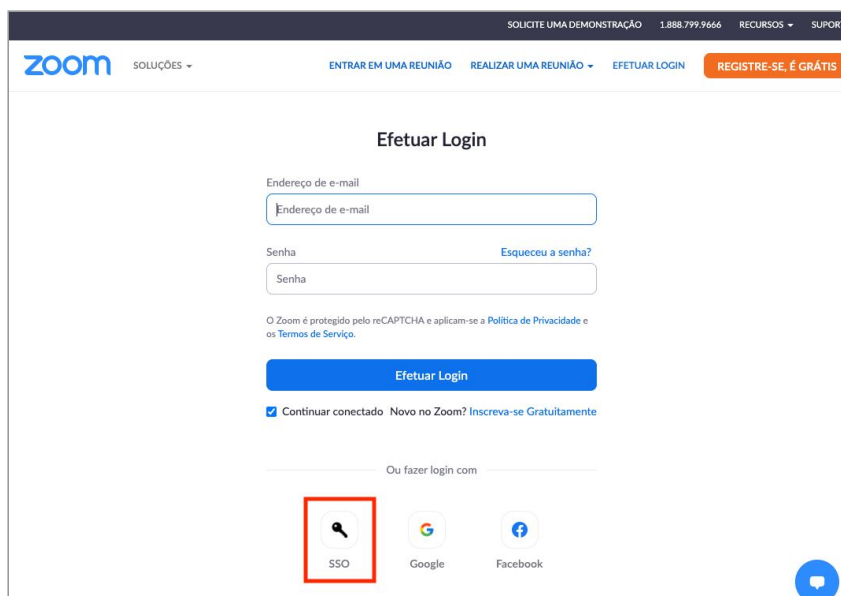 SOLICITE UMA DEMONSTRAÇÃO 1.888.799.9666 RECURSOS SUPOR
zoom SOLUÇÕES ENTRAR EM UMA REUNIÃO REALIZAR UMA REUNIÃO EFETUAR LOGIN REGISTRE-SE, É GRÁTIS
Efetuar Login
Endereço de e-mail
Endereço de e-mail
Senha Esqueceu a senha?
Senha
O Zoom é protegido pelo reCAPTCHA e aplicam-se a Política de Privacidade e
os Termos de Serviço.
Efetuar Login
Continuar conectado Novo no Zoom? Inscreva-se Gratuitamente
Ou fazer login com
SSO Google Facebook